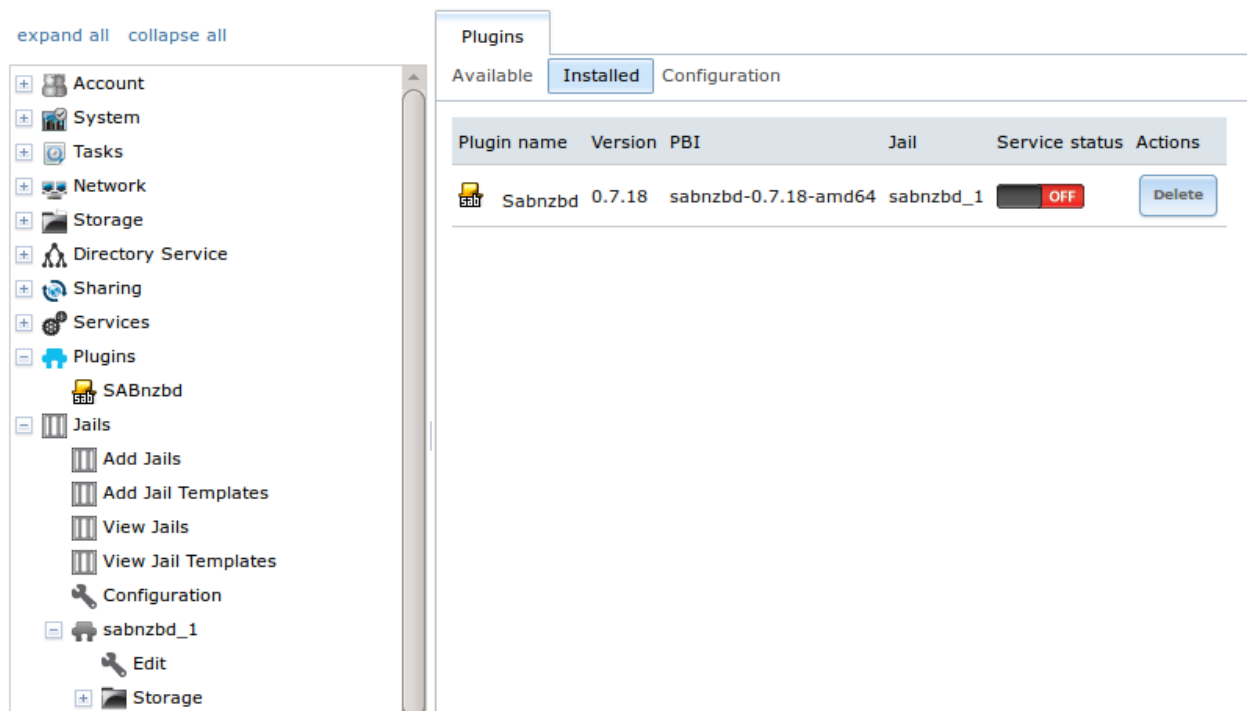 expand all collapse all
Account
System
Tasks
Network
Storage
Directory Service
Sharing
Services
Plugins
SABnzbd
Jails
Add Jails
Add Jail Templates
View Jails
View Jail Templates
Configuration
sabnzbd_1
Edit
Storage
Plugins
Available Installed Configuration
Plugin name Version PBI Jail Service status Actions
sab Sabnzbd 0.7.18 sabnzbd-0.7.18-amd64 sabnzbd_1 OFF Delete